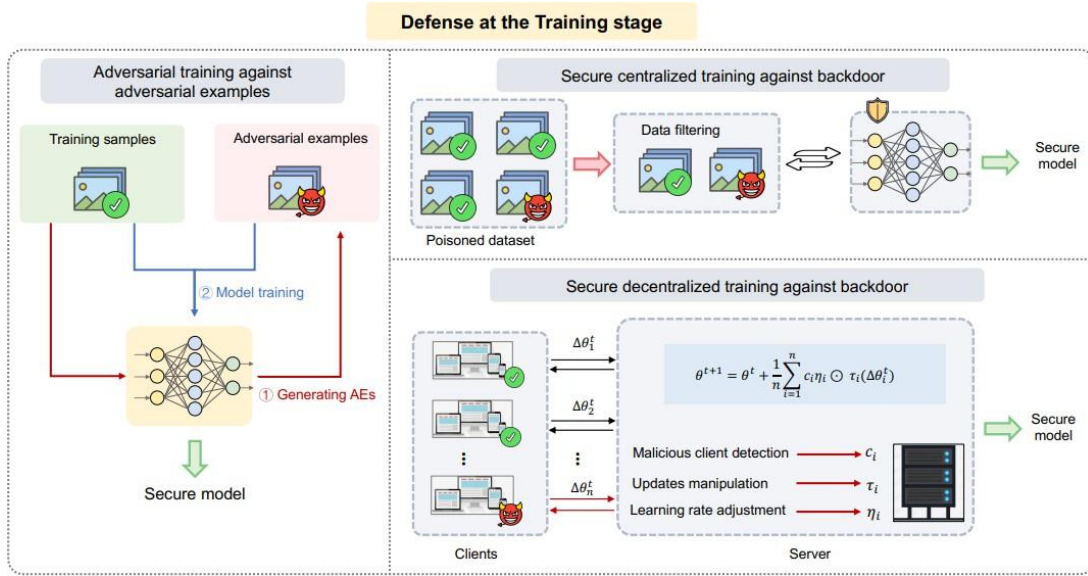 Defense at the Training stage
Adversarial training against
adversarial examples
Training samples
Adversarial examples
② Model training
① Generating AEs
Secure model
Secure centralized training against backdoor
Poisoned dataset
Data filtering
Secure
model
Secure decentralized training against backdoor
Δθ₁ᵗ
Δθ₂ᵗ
⋮
⋮
Δθₙᵗ
Clients
θᵗ⁺¹ = θᵗ + 1/n ∑ᵢ₌₁ⁿ cᵢηᵢ ⊙ τᵢ(Δθᵢᵗ)
Malicious client detection cᵢ
Updates manipulation τᵢ
Learning rate adjustment ηᵢ
Server
Secure
model